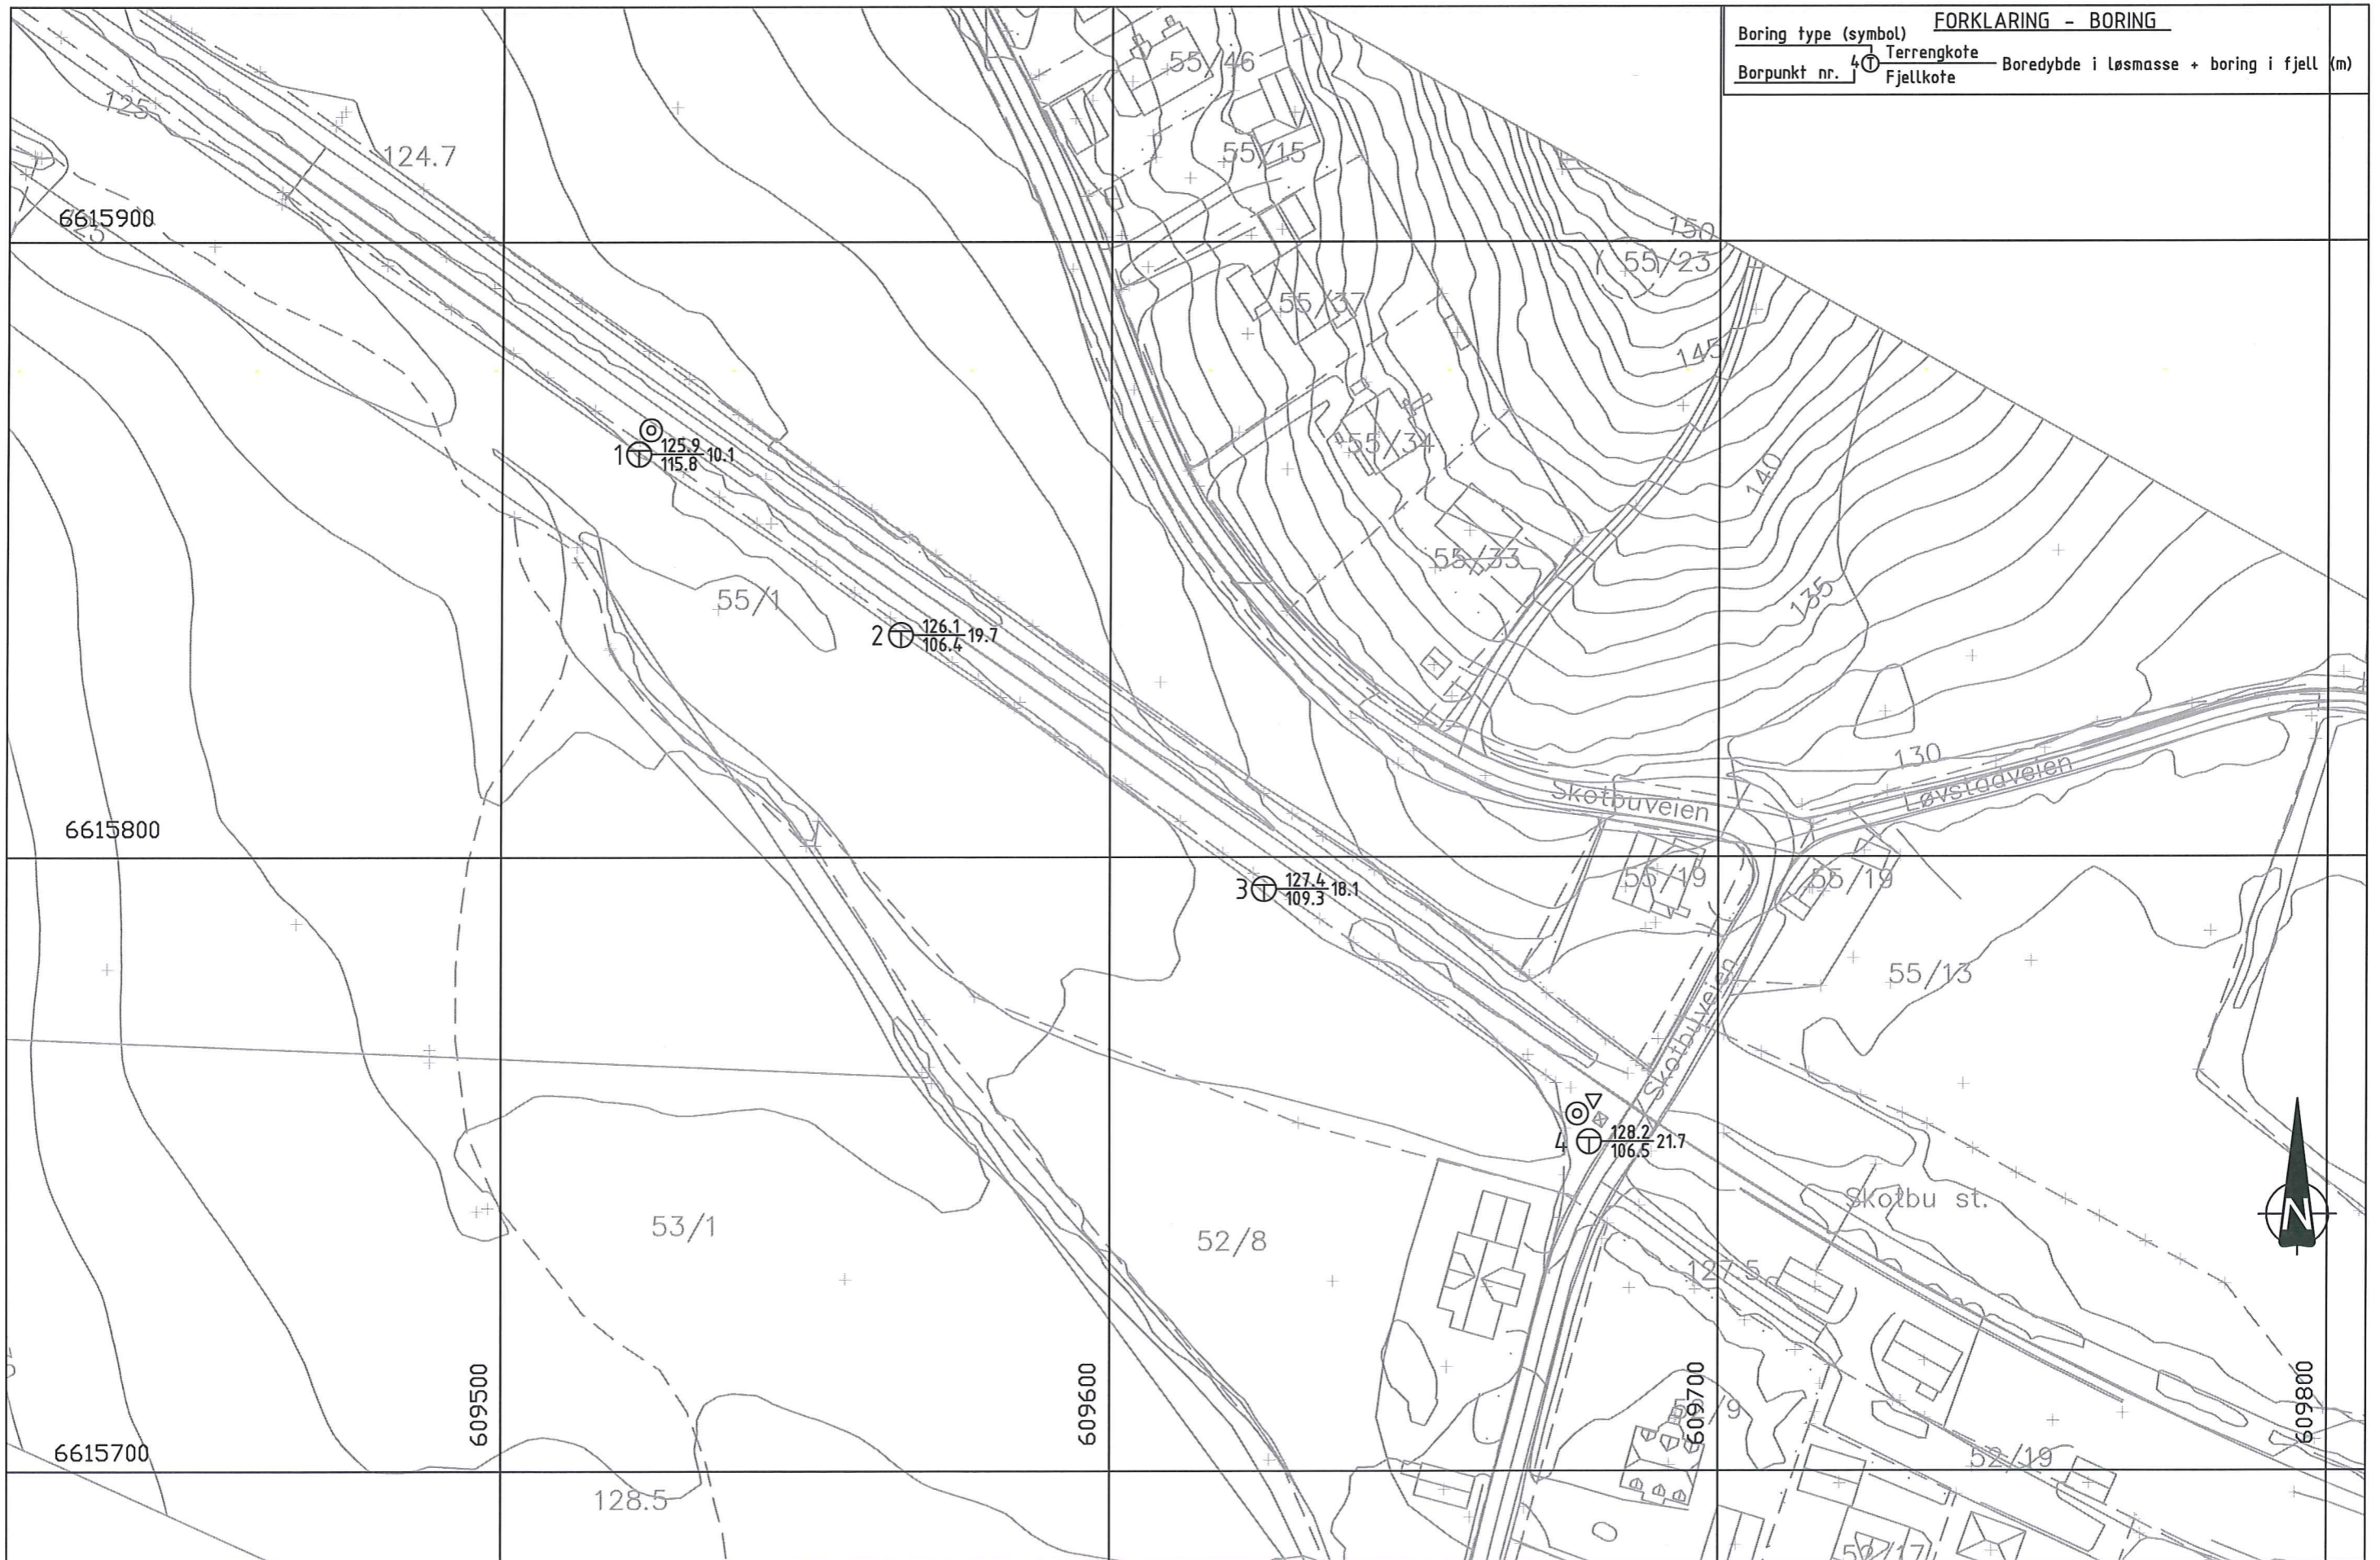 FORKLARING - BORING
Boring type (symbol)
Terrengkote
4 T
Boredybde i løsmasse + boring i fjell (m)
Borpunkt nr.
Fjellkote
55/46
125
124.7
55/15
6615900
150
55/23
55/37
145
1 T 125.9
115.8
10.1
55/34
140
55/33
135
55/1
2 T 126.1
106.4
19.7
130
Løvstadveien
Skotbuveien
6615800
55/19
55/19
3 T 127.4
109.3
18.1
55/13
Skotbuveien
4 T 128.2
106.5
21.7
Skotbu st.
53/1
52/8
N
127.5
609500
609600
609700
609800
6615700
52/19
128.5
52/17